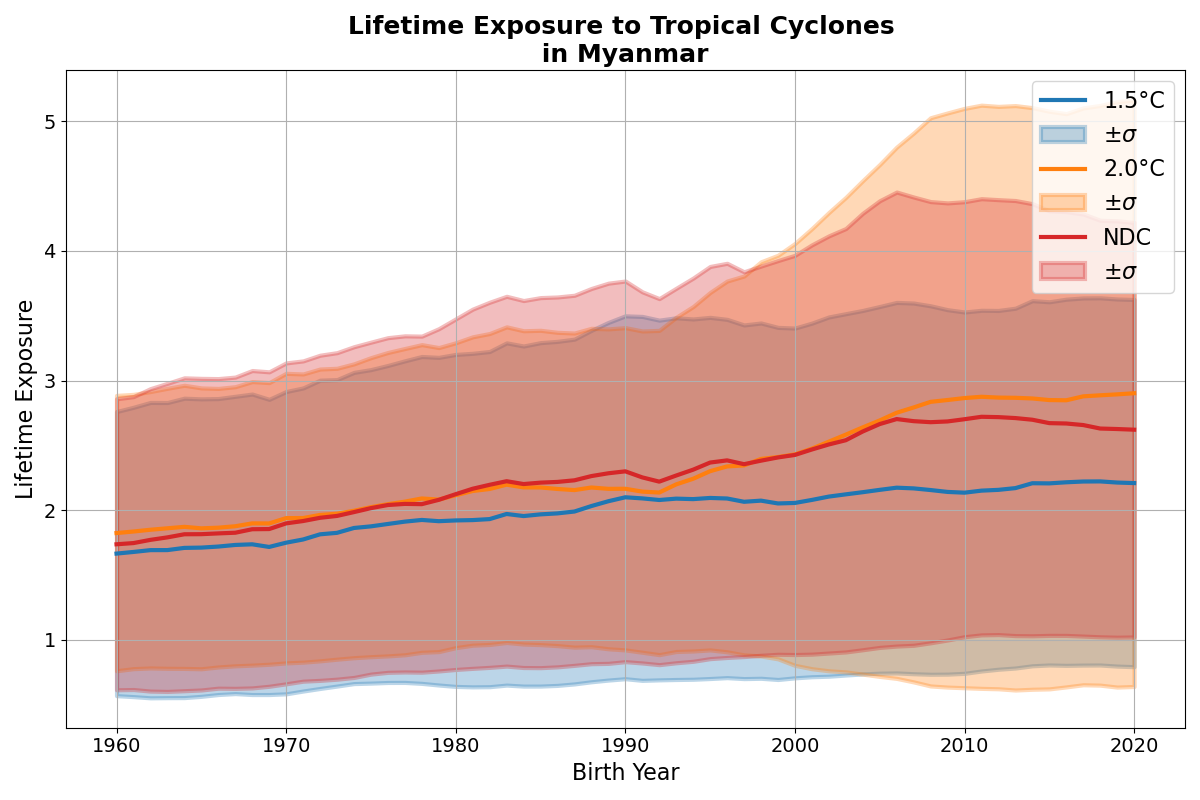 Lifetime Exposure to Tropical Cyclones
in Myanmar
1.5°C
±σ
2.0°C
±σ
NDC
±σ
Lifetime Exposure
5
4
3
2
1
1960 1970 1980 1990 2000 2010 2020
Birth Year